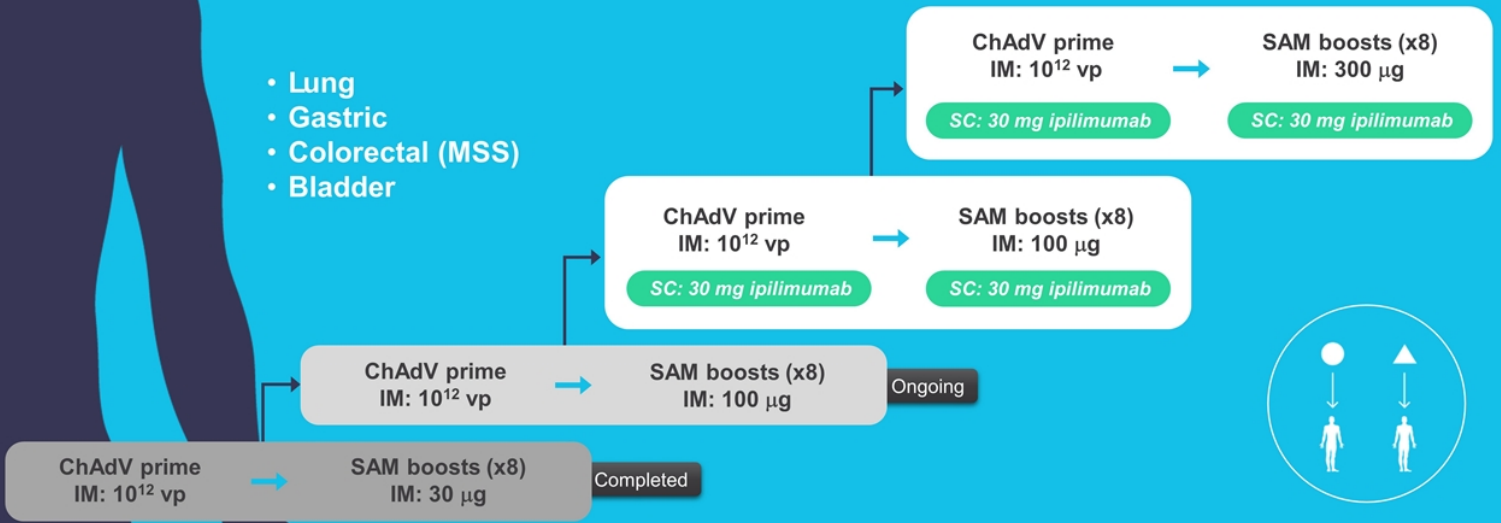 • Lung
• Gastric
• Colorectal (MSS)
• Bladder
ChAdV prime
IM: 10¹² vp
SC: 30 mg ipilimumab
SAM boosts (x8)
IM: 300 μg
SC: 30 mg ipilimumab
ChAdV prime
IM: 10¹² vp
SC: 30 mg ipilimumab
SAM boosts (x8)
IM: 100 μg
SC: 30 mg ipilimumab
ChAdV prime
IM: 10¹² vp
SAM boosts (x8)
IM: 100 μg
Ongoing
ChAdV prime
IM: 10¹² vp
SAM boosts (x8)
IM: 30 μg
Completed